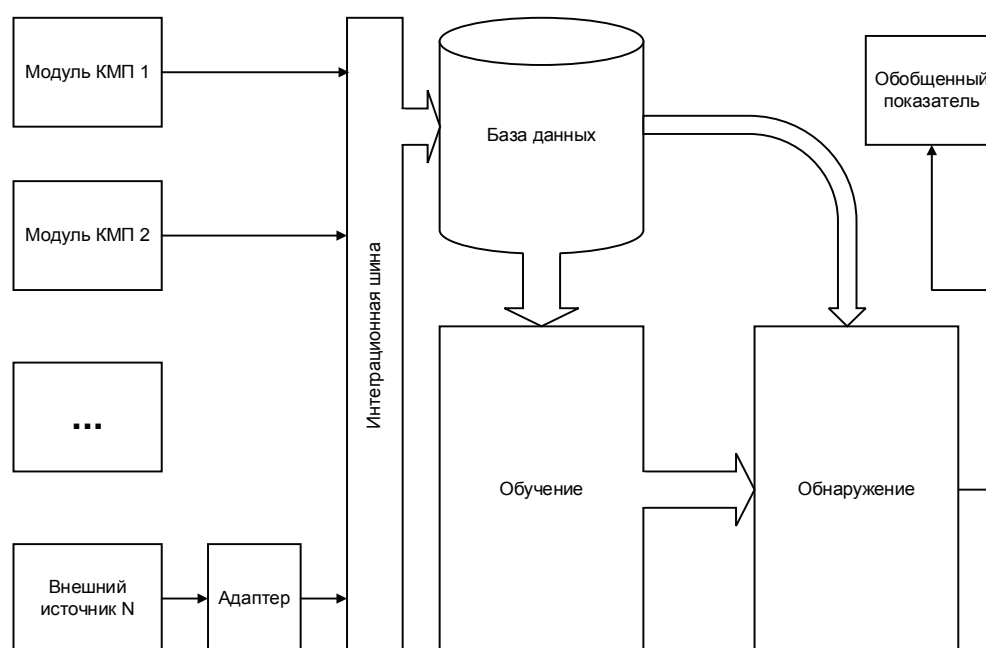 Модуль КМП 1
Модуль КМП 2
...
Внешний
источник N
Адаптер
Интеграционная шина
База данных
Обучение
Обнаружение
Обобщенный
показатель